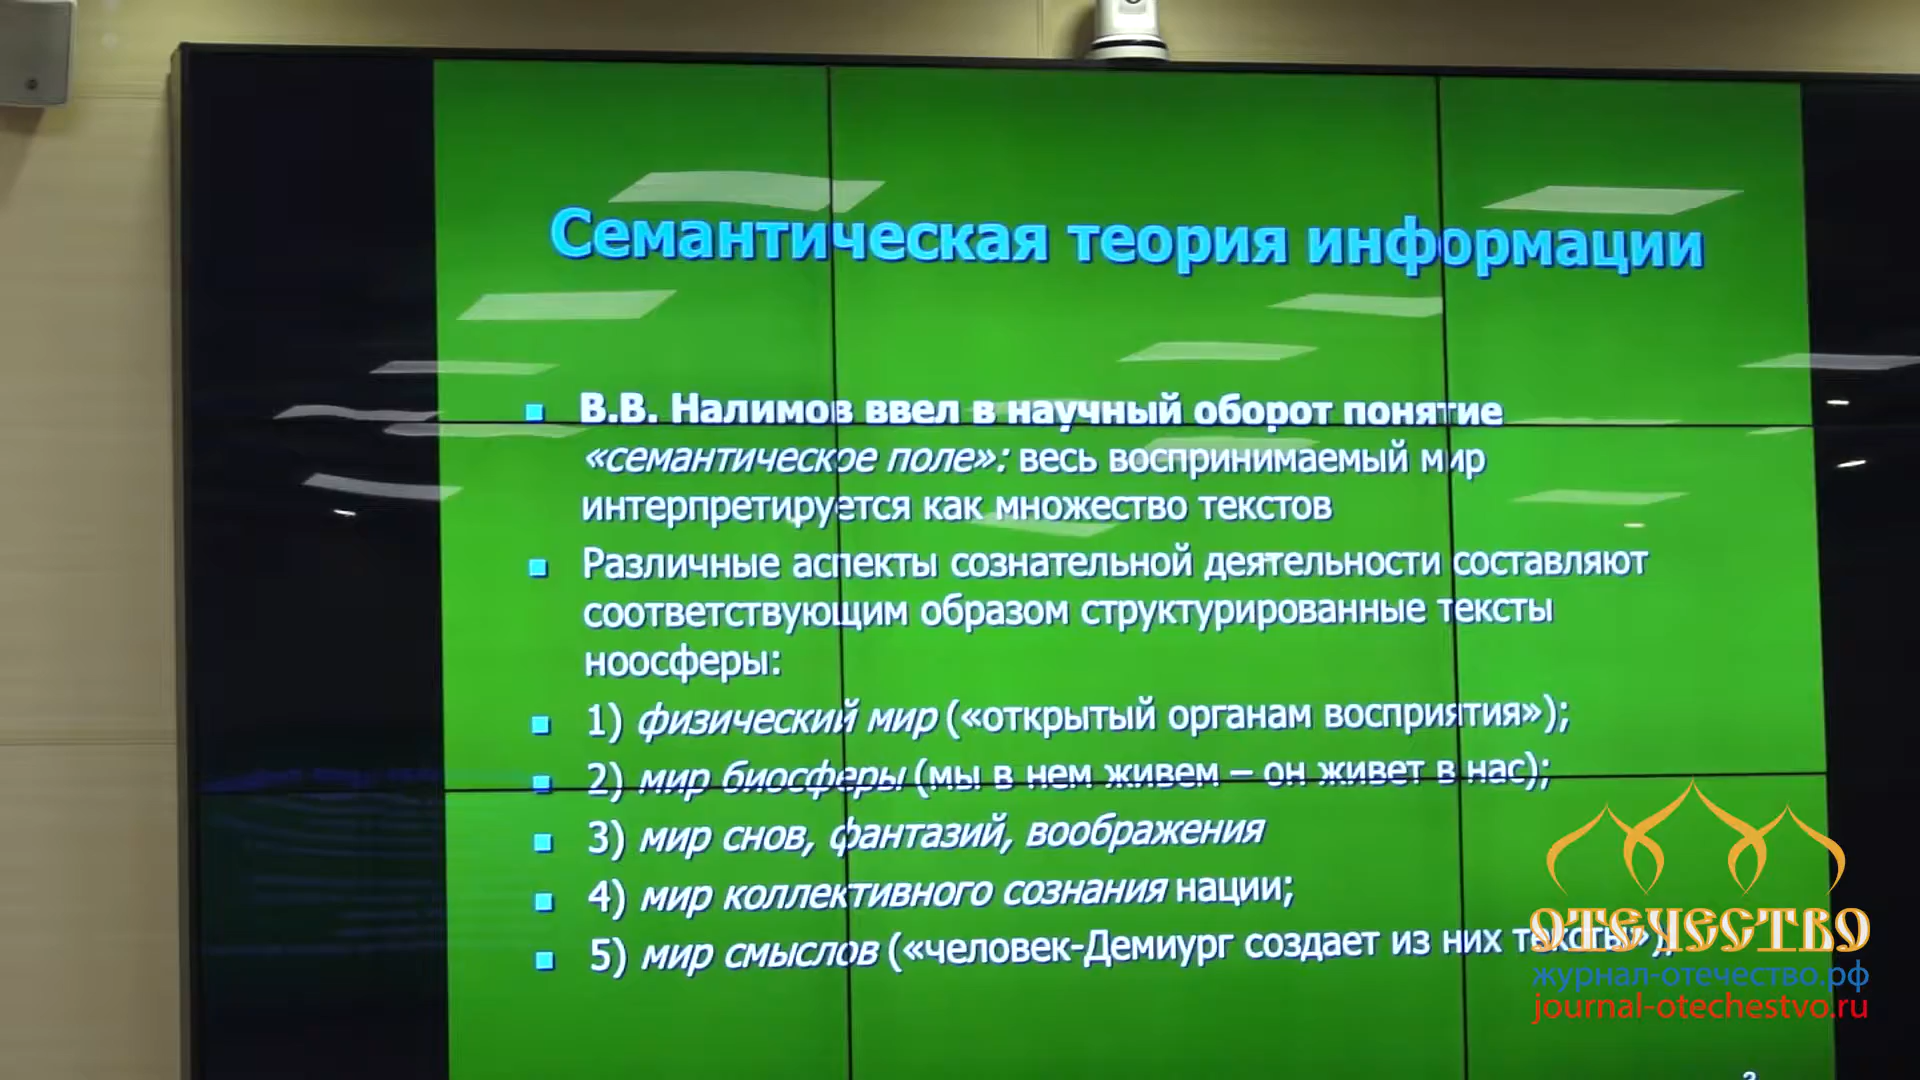 Семантическая теория информации
В.В. Налимов ввел в научный оборот понятие
«семантическое поле»: весь воспринимаемый мир
интерпретируется как множество текстов
Различные аспекты сознательной деятельности составляют
соответствующим образом структурированные тексты
ноосферы:
1) физический мир («открытый органам восприятия»);
2) мир биосферы (мы в нем живем – он живет в нас);
3) мир снов, фантазий, воображения
4) мир коллективного сознания нации;
5) мир смыслов («человек-Демиург создает из них тексты»);
ОТЕЧЕСТВО
журнал-отечество.рф
journal-otechestvo.ru